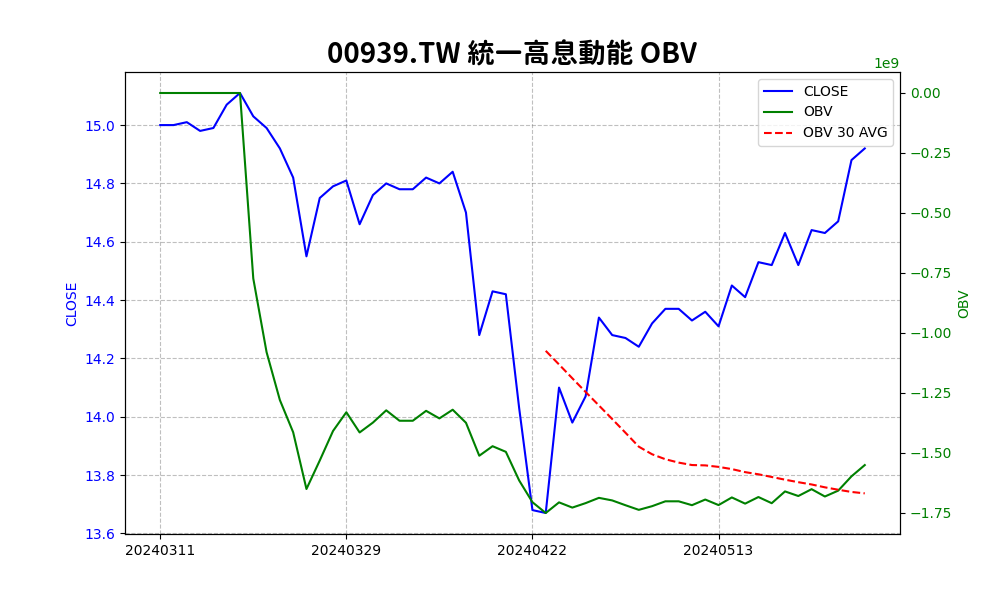 00939.TW 統一高息動能 OBV
1e9
CLOSE
OBV
OBV 30 AVG
15.0
14.8
14.6
14.4
14.2
14.0
13.8
13.6
CLOSE
0.00
−0.25
−0.50
−0.75
−1.00
−1.25
−1.50
−1.75
OBV
20240311
20240329
20240422
20240513